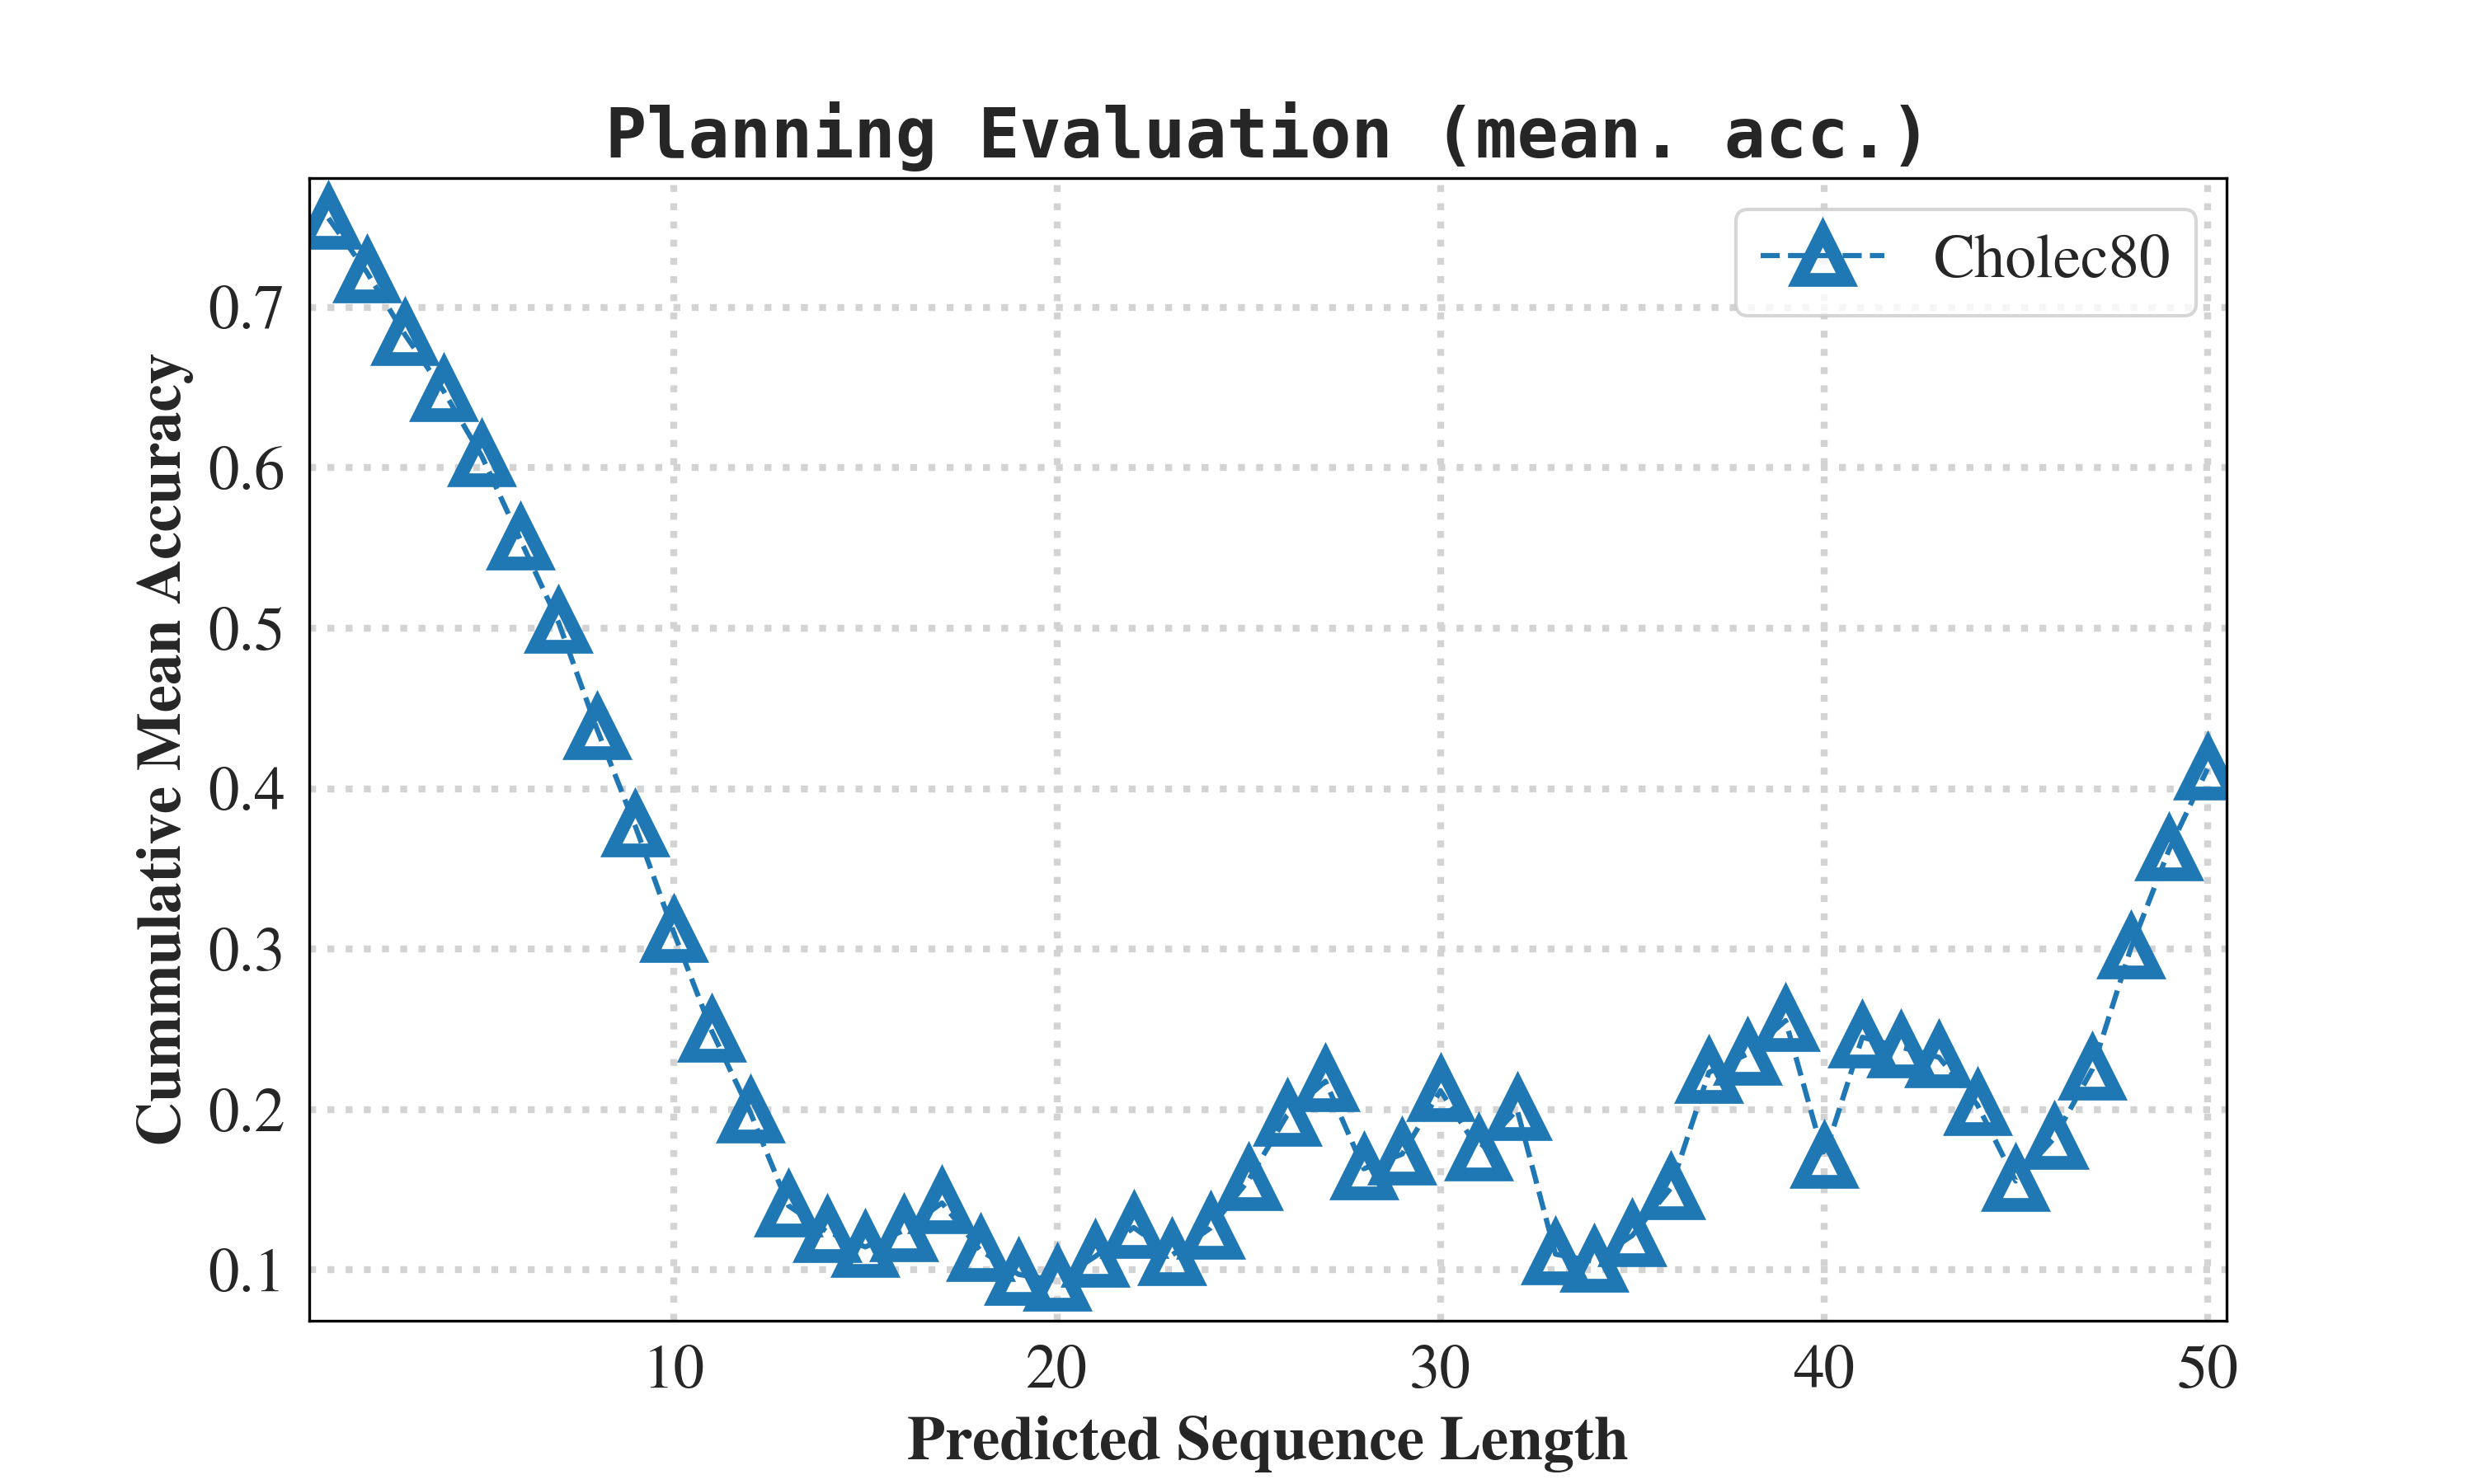 Planning Evaluation (mean. acc.)
Cholec80
Cummulative Mean Accuracy
0.7
0.6
0.5
0.4
0.3
0.2
0.1
10 20 30 40 50
Predicted Sequence Length